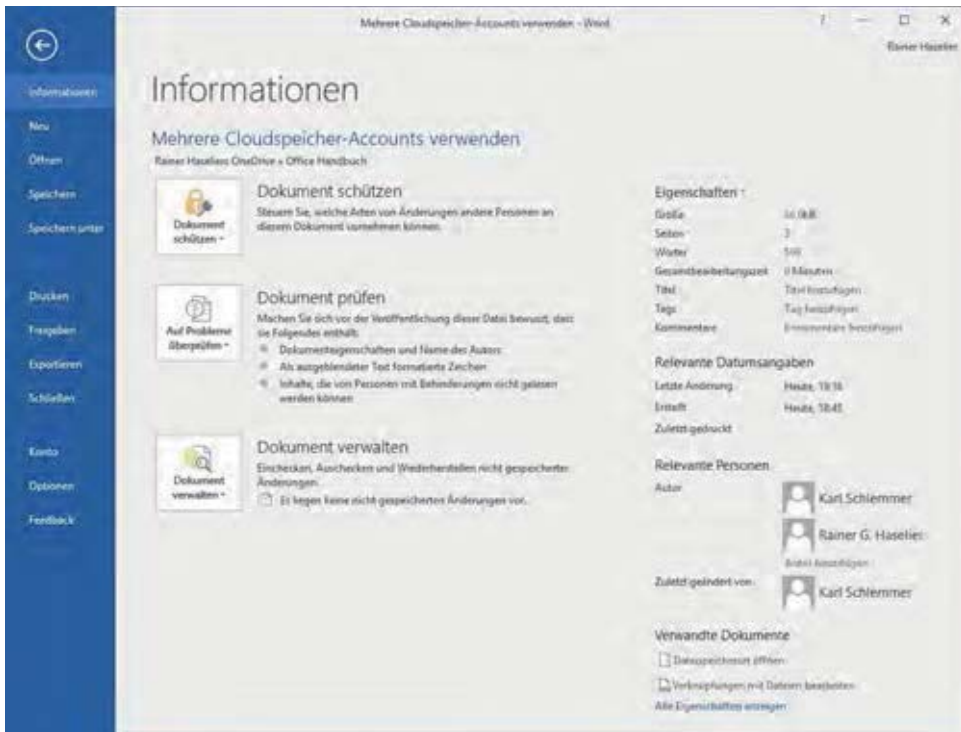 Mehrere Cloudspeicher-Accounts verwenden - Word
?
Rainer Haselier
Informationen
Neu
Öffnen
Speichern
Speichern unter
Drucken
Freigeben
Exportieren
Schließen
Konto
Optionen
Feedback
Informationen
Mehrere Cloudspeicher-Accounts verwenden
Rainer Haseliers OneDrive » Office Handbuch
Dokument schützen
Dokument schützen
Steuern Sie, welche Arten von Änderungen andere Personen an
diesem Dokument vornehmen können.
Auf Probleme überprüfen
Dokument prüfen
Machen Sie sich vor der Veröffentlichung dieser Datei bewusst, dass
sie Folgendes enthält:
Dokumenteigenschaften und Name des Autors
Als ausgeblendeter Text formatierte Zeichen
Inhalte, die von Personen mit Behinderungen nicht gelesen
werden können
Dokument verwalten
Dokument verwalten
Einchecken, Auschecken und Wiederherstellen nicht gespeicherter
Änderungen.
Es liegen keine nicht gespeicherten Änderungen vor.
Eigenschaften
Größe
Seiten 3
Wörter
Gesamtbearbeitungszeit 0 Minuten
Titel Titel hinzufügen
Tags Tag hinzufügen
Kommentare Kommentare hinzufügen
Relevante Datumsangaben
Letzte Änderung Heute, 19:16
Erstellt Heute, 18:41
Zuletzt gedruckt
Relevante Personen
Autor Karl Schlemmer
Rainer G. Haselier
Autor hinzufügen
Zuletzt geändert von Karl Schlemmer
Verwandte Dokumente
Dateispeicherort öffnen
Verknüpfungen mit Dateien bearbeiten
Alle Eigenschaften anzeigen